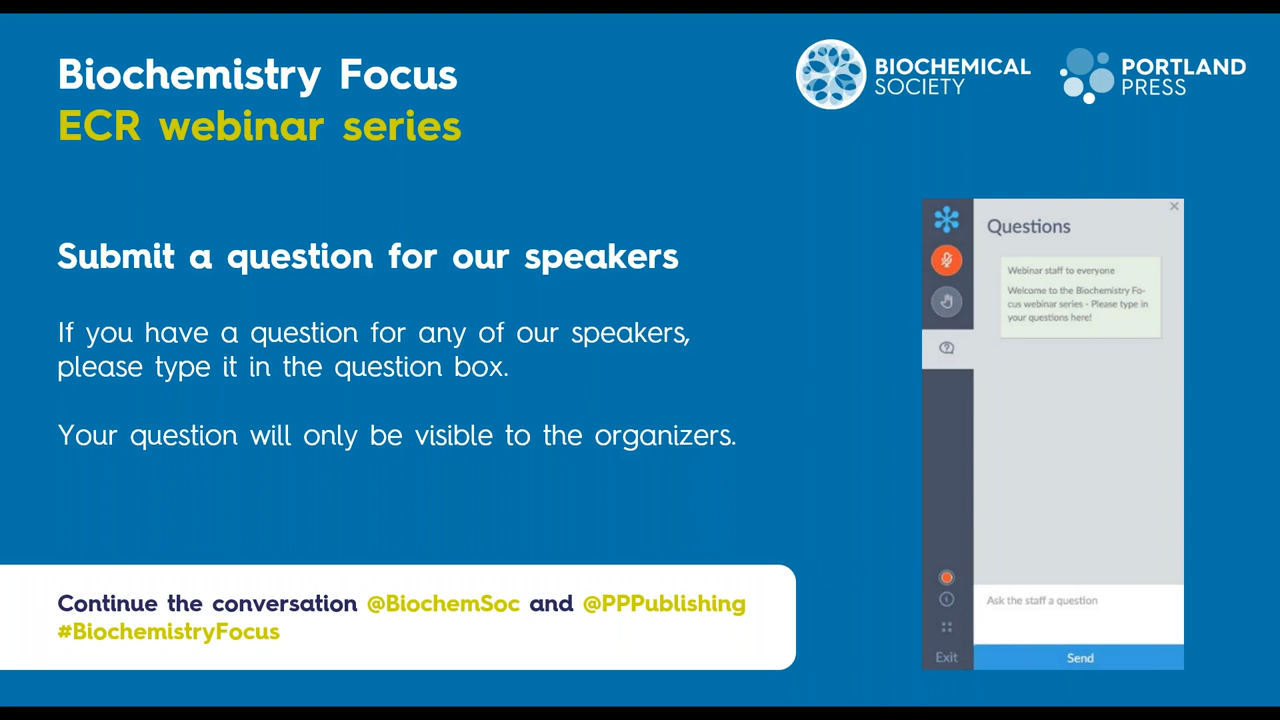 Biochemistry Focus
ECR webinar series
BIOCHEMICAL
SOCIETY
PORTLAND
PRESS
Submit a question for our speakers
If you have a question for any of our speakers,
please type it in the question box.
Your question will only be visible to the organizers.
Continue the conversation @BiochemSoc and @PPPublishing
#BiochemistryFocus
Questions
Webinar staff to everyone
Welcome to the Biochemistry Fo-
cus webinar series - Please type in
your questions here!
Ask the staff a question
Exit
Send